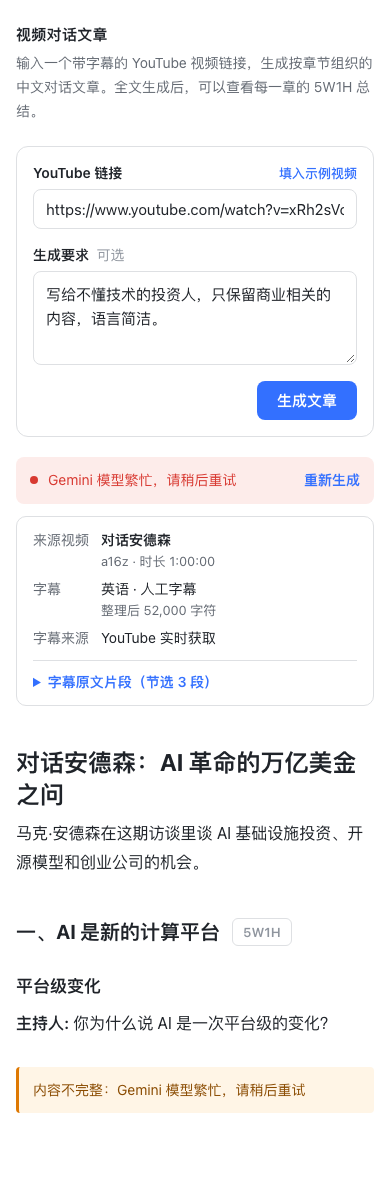 视频对话文章
输入一个带字幕的 YouTube 视频链接，生成按章节组织的
中文对话文章。全文生成后，可以查看每一章的 5W1H 总
结。
YouTube 链接
填入示例视频
https://www.youtube.com/watch?v=xRh2sVc
生成要求 可选
写给不懂技术的投资人，只保留商业相关的
内容，语言简洁。
生成文章
Gemini 模型繁忙，请稍后重试
重新生成
来源视频 对话安德森
a16z · 时长 1:00:00
字幕 英语 · 人工字幕
整理后 52,000 字符
字幕来源 YouTube 实时获取
字幕原文片段（节选 3 段）
对话安德森：AI 革命的万亿美金
之问
马克·安德森在这期访谈里谈 AI 基础设施投资、开
源模型和创业公司的机会。
一、AI 是新的计算平台 5W1H
平台级变化
主持人: 你为什么说 AI 是一次平台级的变化?
内容不完整：Gemini 模型繁忙，请稍后重试